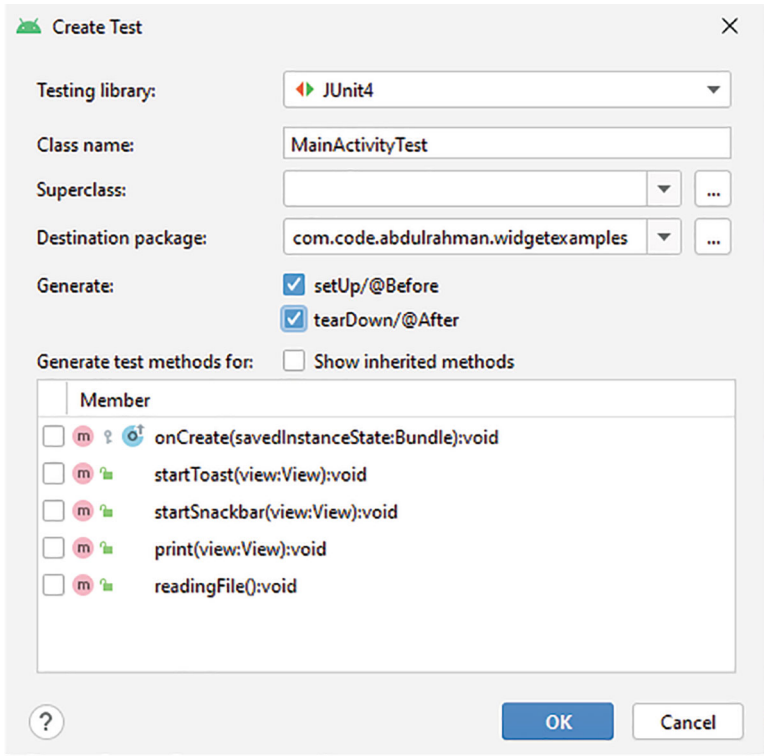 Create Test
Testing library: JUnit4
Class name: MainActivityTest
Superclass: ...
Destination package: com.code.abdulrahman.widgetexamples ...
Generate: setUp/@Before
tearDown/@After
Generate test methods for: Show inherited methods
Member
m onCreate(savedInstanceState:Bundle):void
m startToast(view:View):void
m startSnackbar(view:View):void
m print(view:View):void
m readingFile():void
? OK Cancel